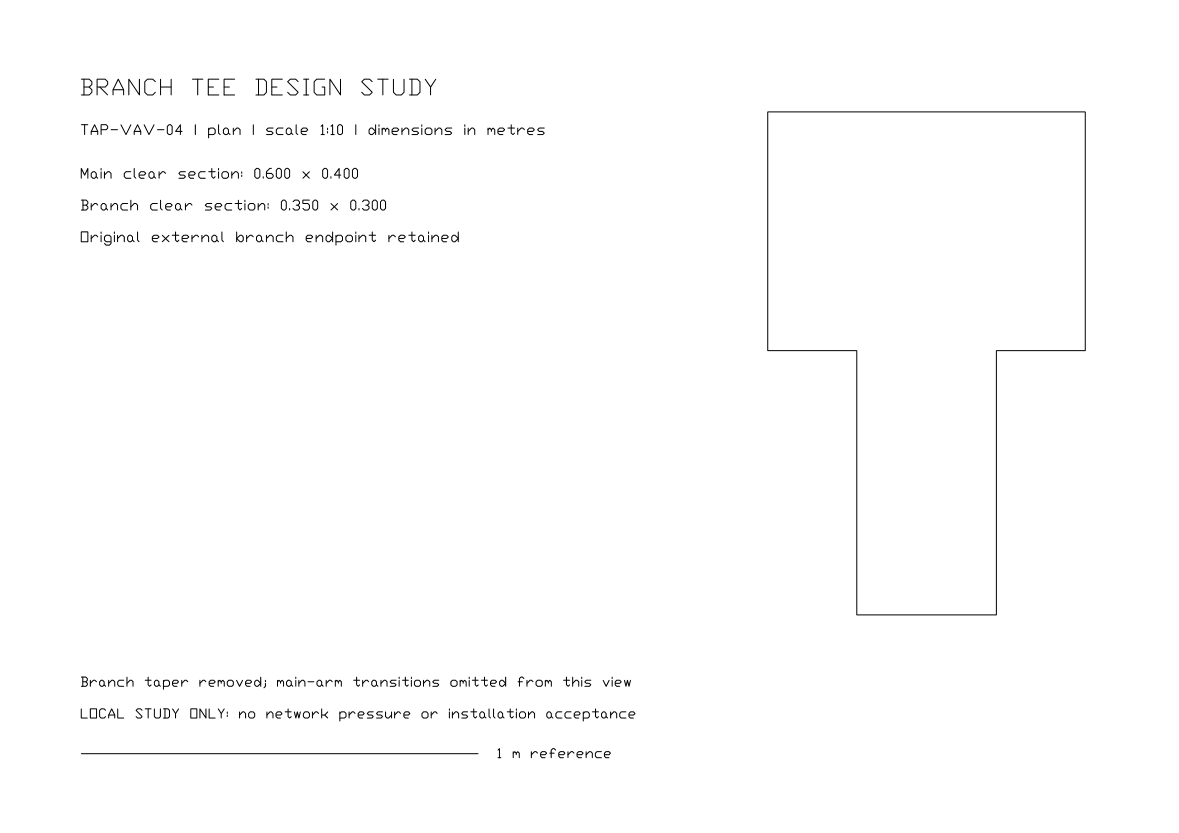 BRANCH TEE DESIGN STUDY
TAP-VAV-04 | plan | scale 1:10 | dimensions in metres
Main clear section: 0.600 x 0.400
Branch clear section: 0.350 x 0.300
Original external branch endpoint retained
Branch taper removed; main-arm transitions omitted from this view
LOCAL STUDY ONLY: no network pressure or installation acceptance
1 m reference